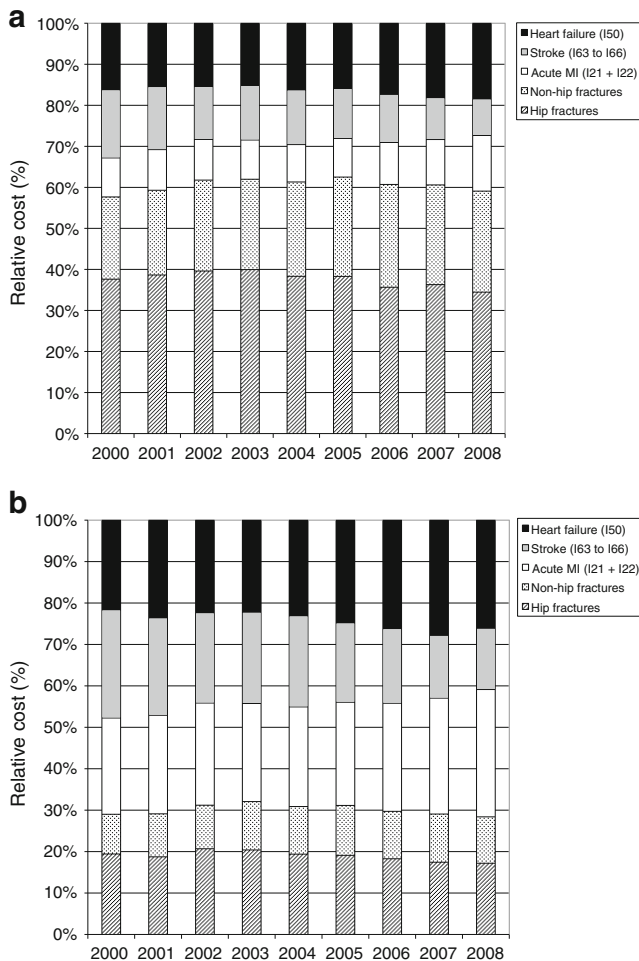 a
100%
90%
80%
70%
60%
50%
40%
30%
20%
10%
0%
Relative cost (%)
2000 2001 2002 2003 2004 2005 2006 2007 2008
Heart failure (I50)
Stroke (I63 to I66)
Acute MI (I21 + I22)
Non-hip fractures
Hip fractures
b
100%
90%
80%
70%
60%
50%
40%
30%
20%
10%
0%
Relative cost (%)
2000 2001 2002 2003 2004 2005 2006 2007 2008
Heart failure (I50)
Stroke (I63 to I66)
Acute MI (I21 + I22)
Non-hip fractures
Hip fractures